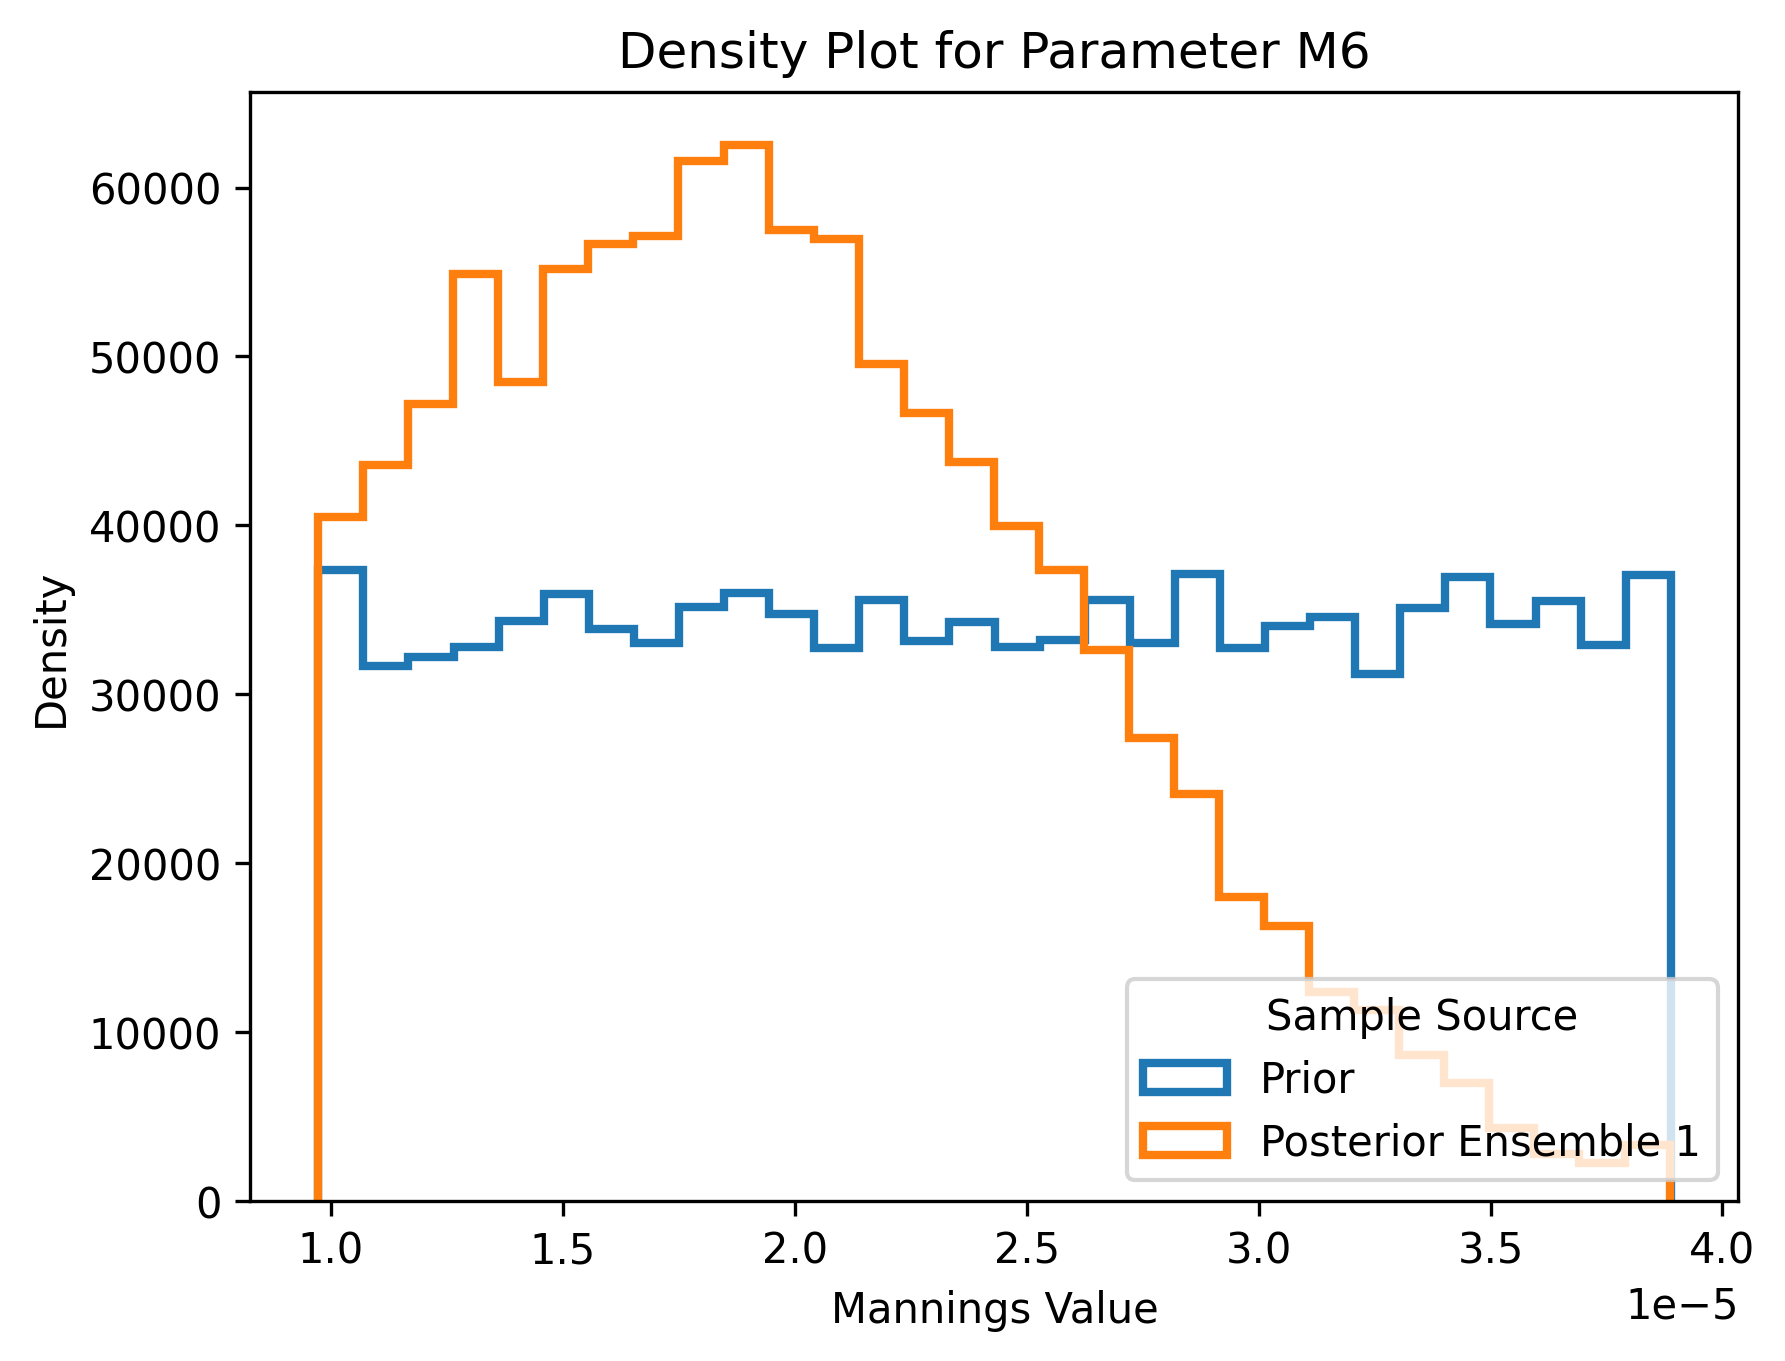 Density Plot for Parameter M6
60000
50000
40000
30000
20000
10000
0
Density
1.0 1.5 2.0 2.5 3.0 3.5 4.0
1e−5
Mannings Value
Sample Source
Prior
Posterior Ensemble 1